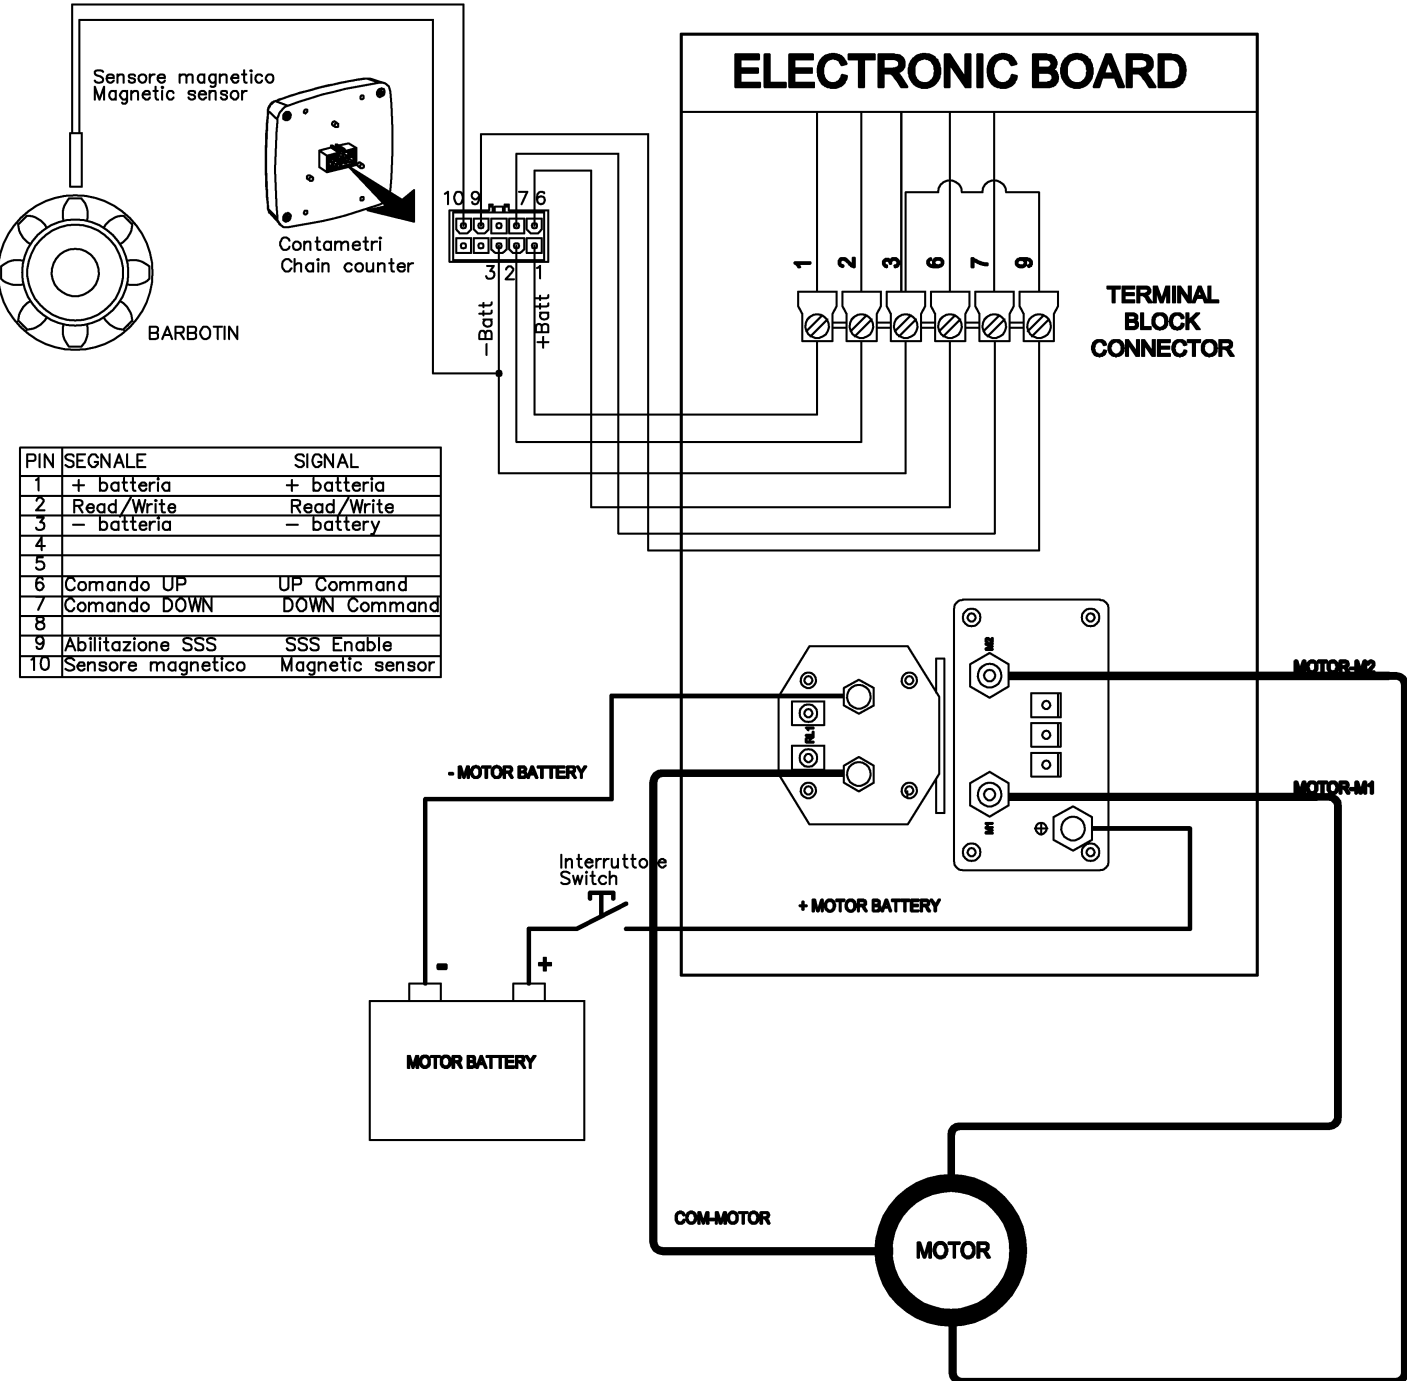 ELECTRONIC BOARD
Sensore magnetico
Magnetic sensor
10 9 7 6
Contametri
Chain counter
3 2 1
-Batt +Batt
BARBOTIN
1 2 3 6 7 9
TERMINAL
BLOCK
CONNECTOR
PIN SEGNALE SIGNAL
1 + batteria + batteria
2 Read/Write Read/Write
3 - batteria - battery
4
5
6 Comando UP UP Command
7 Comando DOWN DOWN Command
8
9 Abilitazione SSS SSS Enable
10 Sensore magnetico Magnetic sensor
M2
MOTOR-M2
RL1
- MOTOR BATTERY
MOTOR-M1
M1
Interruttore
Switch
+ MOTOR BATTERY
- +
MOTOR BATTERY
COM-MOTOR
MOTOR